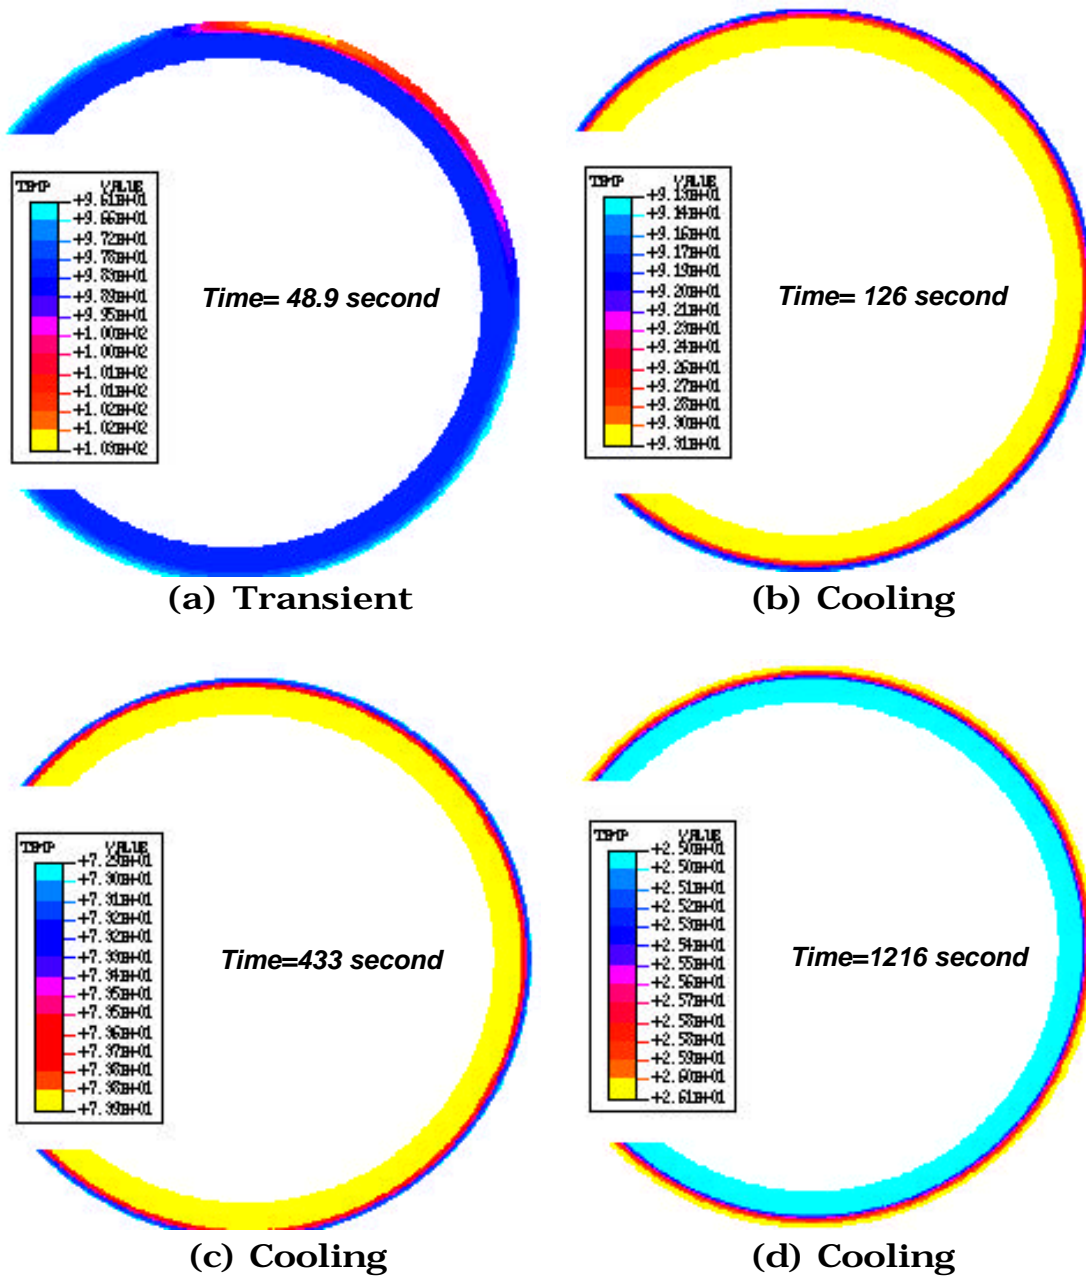 TEMP VALUE
+9.61E+01
+9.66E+01
+9.72E+01
+9.78E+01
+9.83E+01
+9.89E+01
+9.95E+01
+1.00E+02
+1.00E+02
+1.01E+02
+1.01E+02
+1.02E+02
+1.02E+02
+1.03E+02
Time= 48.9 second
(a) Transient
TEMP VALUE
+9.13E+01
+9.14E+01
+9.16E+01
+9.17E+01
+9.19E+01
+9.20E+01
+9.21E+01
+9.23E+01
+9.24E+01
+9.26E+01
+9.27E+01
+9.28E+01
+9.30E+01
+9.31E+01
Time= 126 second
(b) Cooling
TEMP VALUE
+7.29E+01
+7.30E+01
+7.31E+01
+7.32E+01
+7.32E+01
+7.33E+01
+7.34E+01
+7.35E+01
+7.35E+01
+7.36E+01
+7.37E+01
+7.38E+01
+7.38E+01
+7.39E+01
Time=433 second
(c) Cooling
TEMP VALUE
+2.50E+01
+2.50E+01
+2.51E+01
+2.52E+01
+2.53E+01
+2.54E+01
+2.55E+01
+2.56E+01
+2.57E+01
+2.58E+01
+2.58E+01
+2.59E+01
+2.60E+01
+2.61E+01
Time=1216 second
(d) Cooling